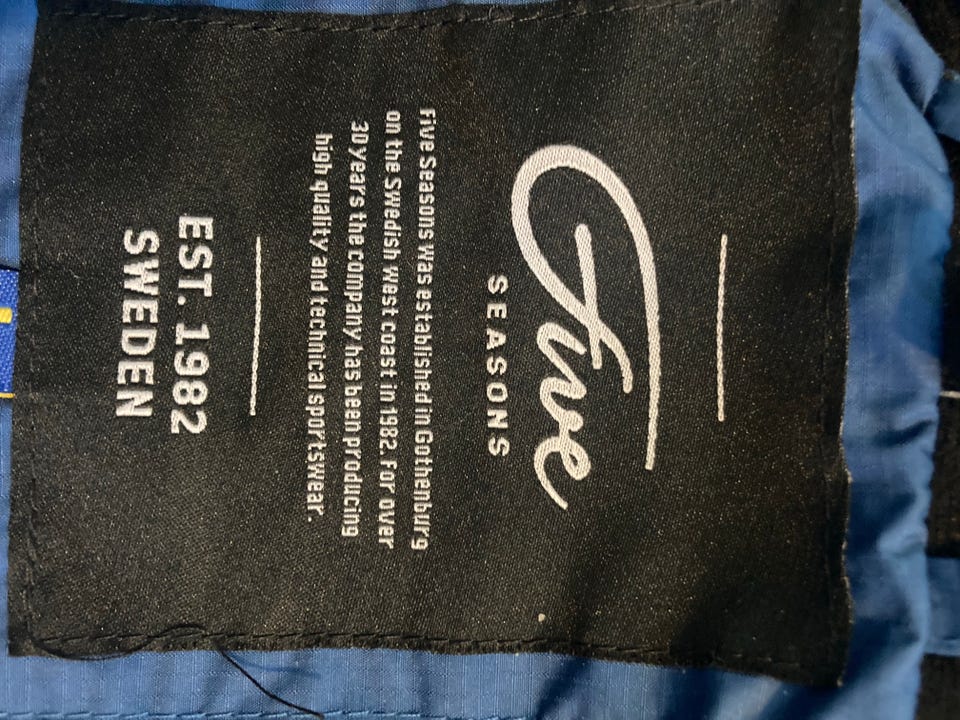 Five
SEASONS
Five Seasons was established in Gothenburg
on the Swedish west coast in 1982. For over
30 years the company has been producing
high quality and technical sportswear.
EST. 1982
SWEDEN